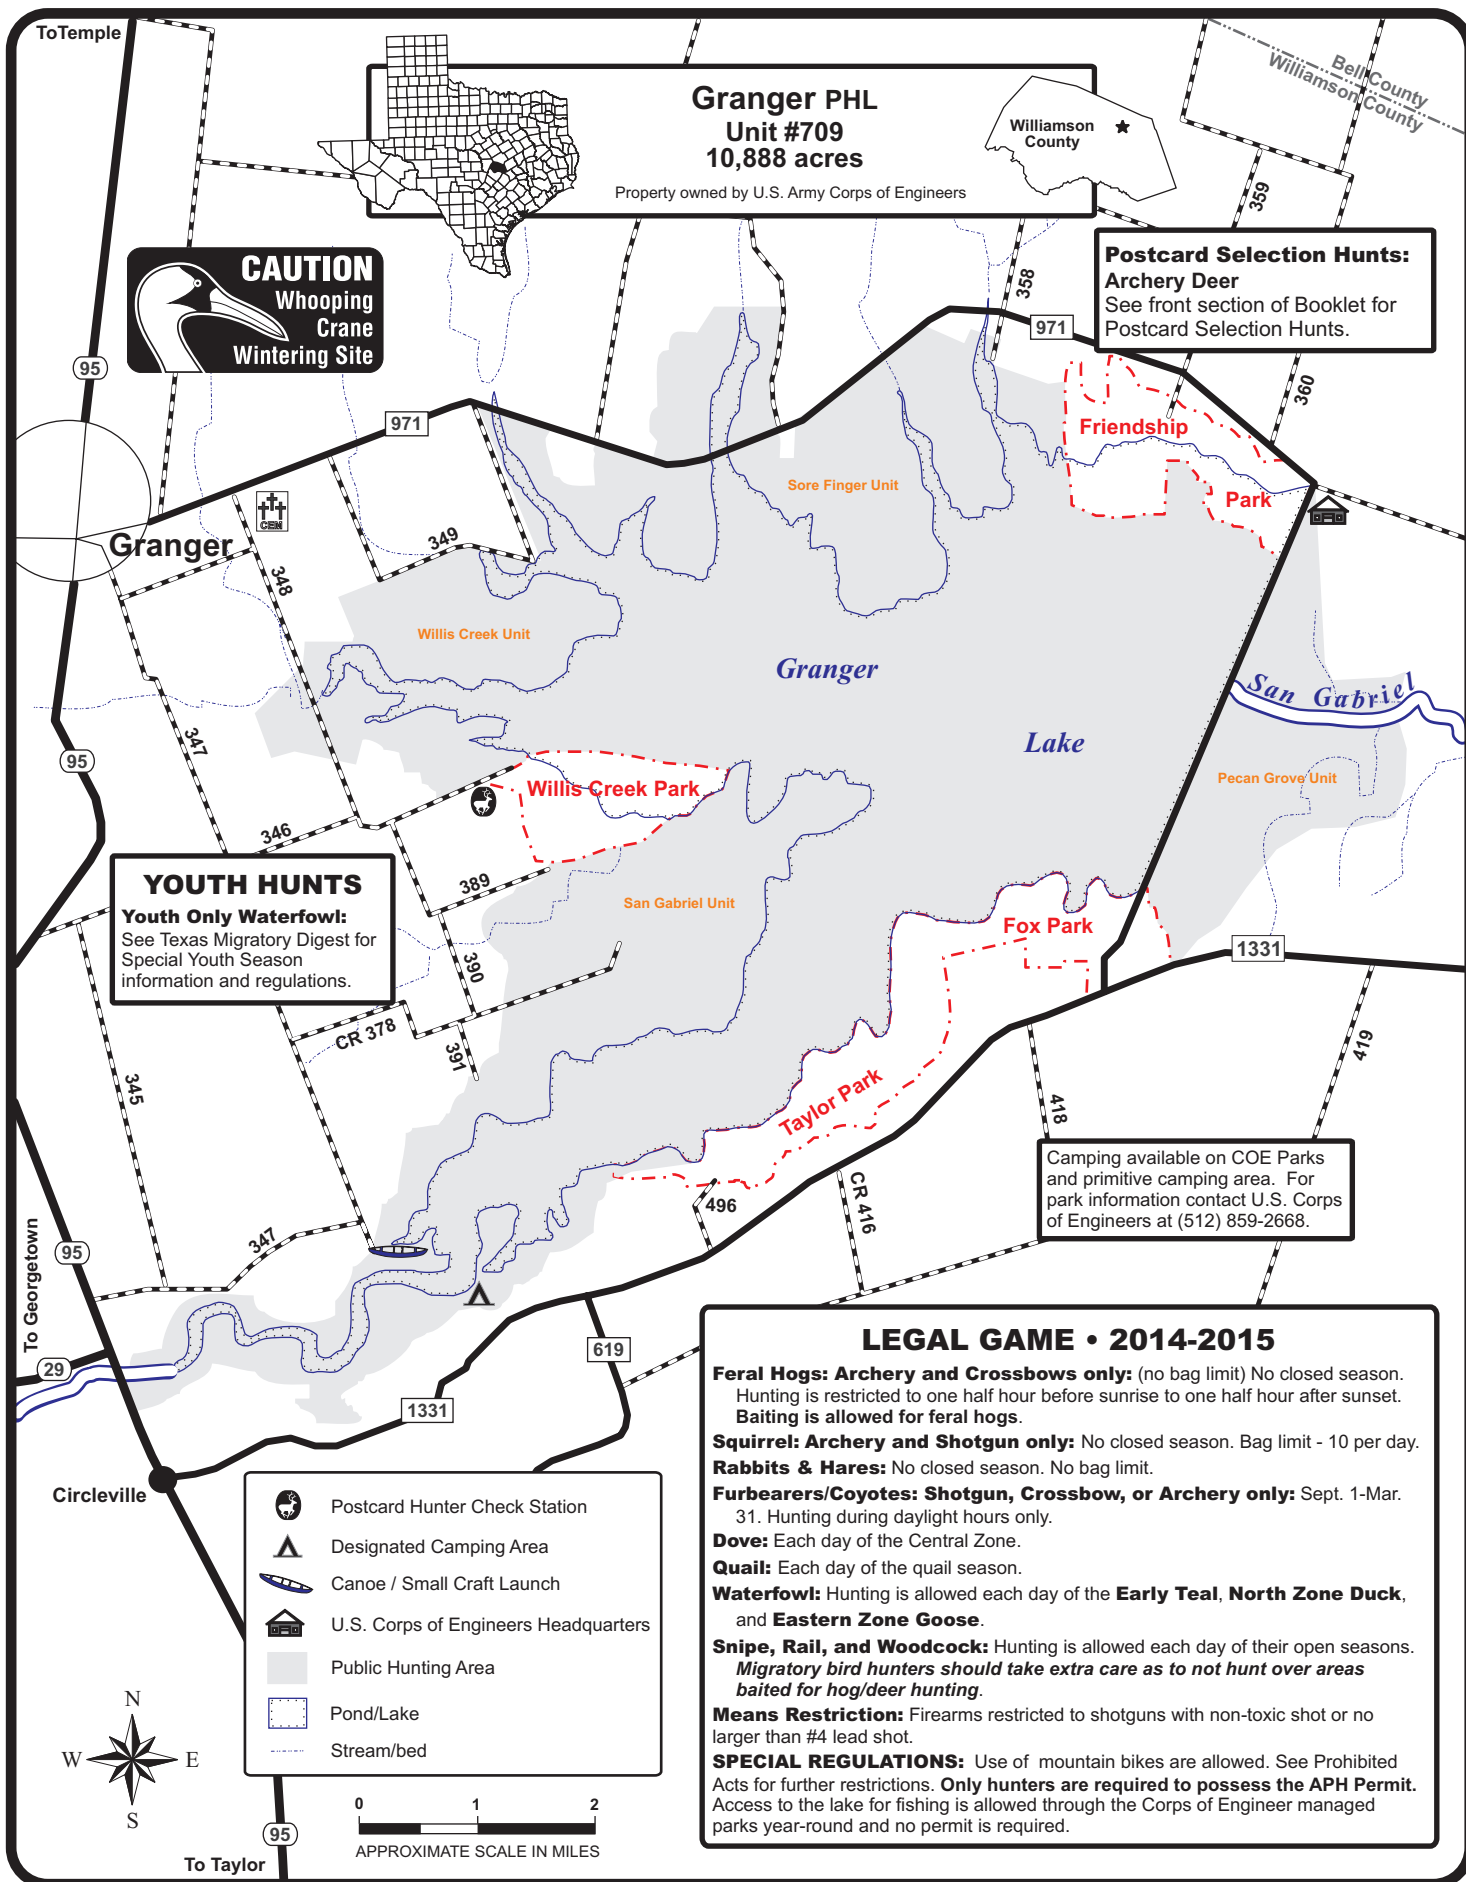 ToTemple
Granger PHL
Unit #709
10,888 acres
Property owned by U.S. Army Corps of Engineers
Williamson
County
Bell County
Williamson County
359
358
CAUTION
Whooping
Crane
Wintering Site
Postcard Selection Hunts:
Archery Deer
See front section of Booklet for
Postcard Selection Hunts.
971
95
360
971
Friendship
Park
Sore Finger Unit
CEM
Granger
349
348
Willis Creek Unit
Granger
Lake
San Gabriel
347
95
Pecan Grove Unit
Willis Creek Park
346
389
San Gabriel Unit
YOUTH HUNTS
Youth Only Waterfowl:
See Texas Migratory Digest for
Special Youth Season
information and regulations.
Fox Park
1331
390
CR 378
391
345
419
418
Taylor Park
Camping available on COE Parks
and primitive camping area. For
park information contact U.S. Corps
of Engineers at (512) 859-2668.
496
CR 416
347
95
To Georgetown
29
619
1331
Circleville
LEGAL GAME • 2014-2015
Feral Hogs: Archery and Crossbows only: (no bag limit) No closed season.
Hunting is restricted to one half hour before sunrise to one half hour after sunset.
Baiting is allowed for feral hogs.
Squirrel: Archery and Shotgun only: No closed season. Bag limit - 10 per day.
Rabbits & Hares: No closed season. No bag limit.
Furbearers/Coyotes: Shotgun, Crossbow, or Archery only: Sept. 1-Mar.
31. Hunting during daylight hours only.
Dove: Each day of the Central Zone.
Quail: Each day of the quail season.
Waterfowl: Hunting is allowed each day of the Early Teal, North Zone Duck,
and Eastern Zone Goose.
Snipe, Rail, and Woodcock: Hunting is allowed each day of their open seasons.
Migratory bird hunters should take extra care as to not hunt over areas
baited for hog/deer hunting.
Means Restriction: Firearms restricted to shotguns with non-toxic shot or no
larger than #4 lead shot.
SPECIAL REGULATIONS: Use of mountain bikes are allowed. See Prohibited
Acts for further restrictions. Only hunters are required to possess the APH Permit.
Access to the lake for fishing is allowed through the Corps of Engineer managed
parks year-round and no permit is required.
Postcard Hunter Check Station
Designated Camping Area
Canoe / Small Craft Launch
U.S. Corps of Engineers Headquarters
Public Hunting Area
Pond/Lake
Stream/bed
N
W
E
S
0
1
2
APPROXIMATE SCALE IN MILES
95
To Taylor